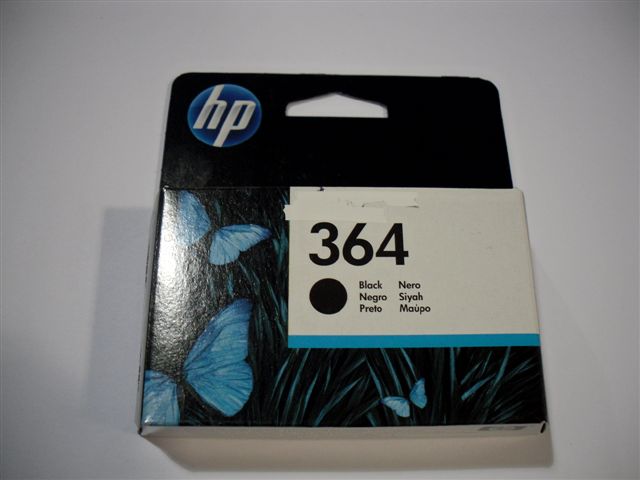 hp
364
Black Nero
Negro Siyah
Preto Μαύρο